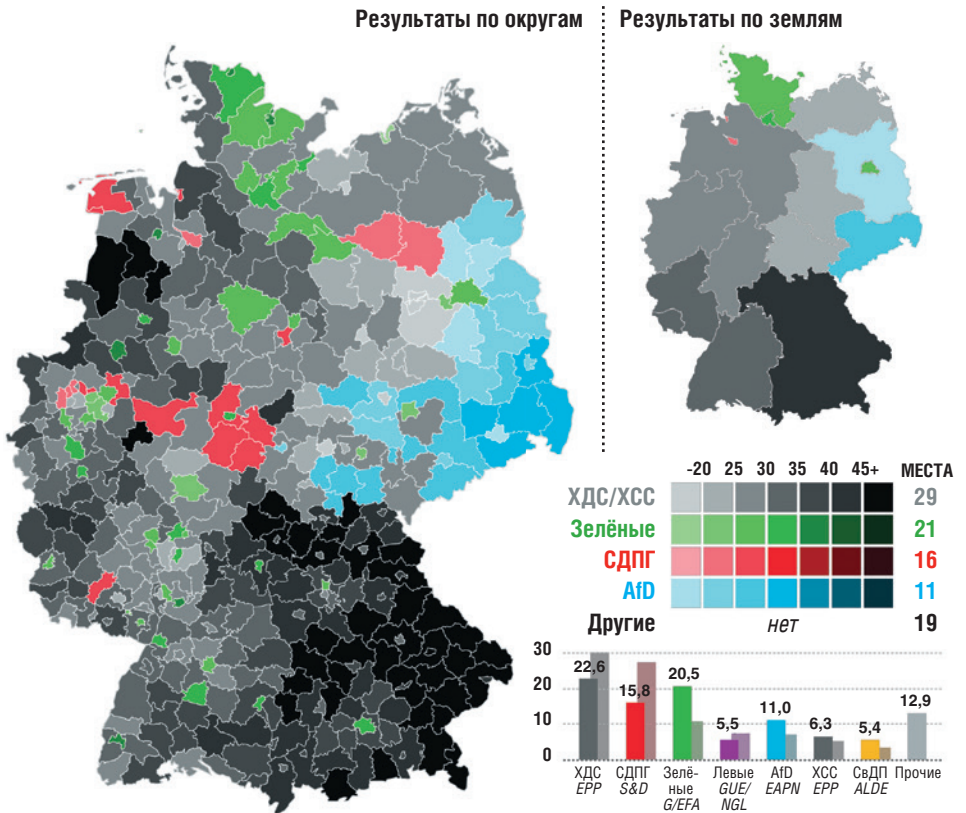 Результаты по округам
Результаты по землям
-20 25 30 35 40 45+ МЕСТА
ХДС/ХСС 29
Зелёные 21
СДПГ 16
AfD 11
Другие нет 19
30
20
10
0
22,6
15,8
20,5
5,5
11,0
6,3
5,4
12,9
ХДС СДПГ Зелё- Левые AfD ХСС СвДП Прочие
EPP S&D ные GUE/ EAPN EPP ALDE
G/EFA NGL